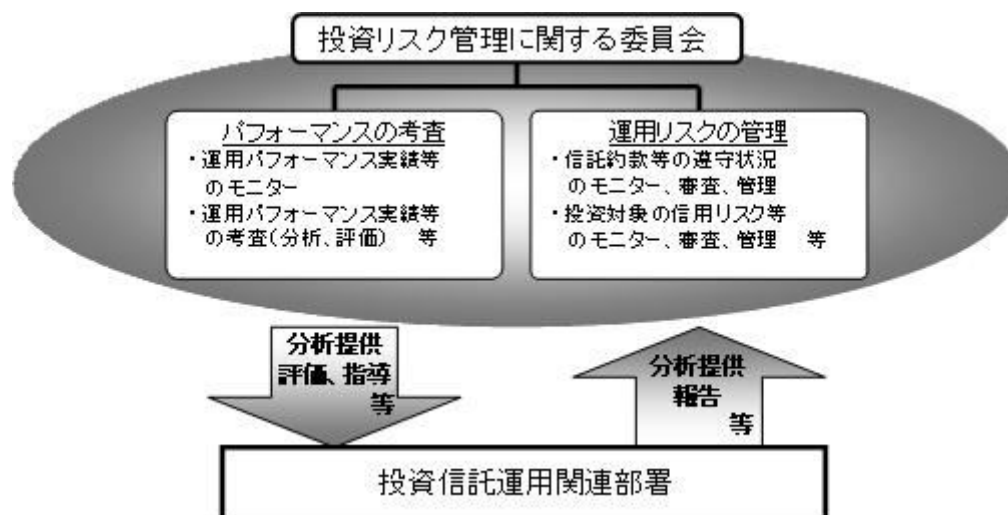 投資リスク管理に関する委員会
パフォーマンスの考査
・運用パフォーマンス実績等
のモニター
・運用パフォーマンス実績等
の考査(分析、評価) 等
運用リスクの管理
・信託約款等の遵守状況
のモニター、審査、管理
・投資対象の信用リスク等
のモニター、審査、管理 等
分析提供
評価、指導
等
分析提供
報告
等
投資信託運用関連部署